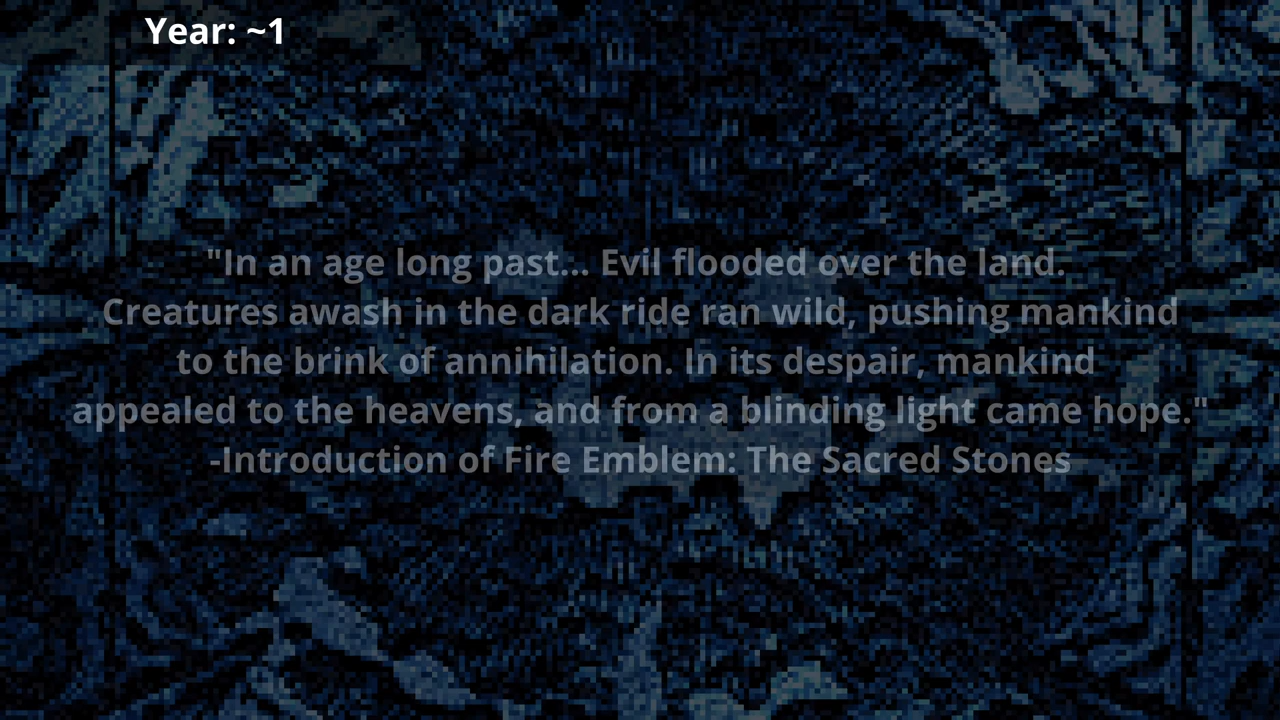 Year: ~1
"In an age long past... Evil flooded over the land.
Creatures awash in the dark ride ran wild, pushing mankind
to the brink of annihilation. In its despair, mankind
appealed to the heavens, and from a blinding light came hope."
-Introduction of Fire Emblem: The Sacred Stones